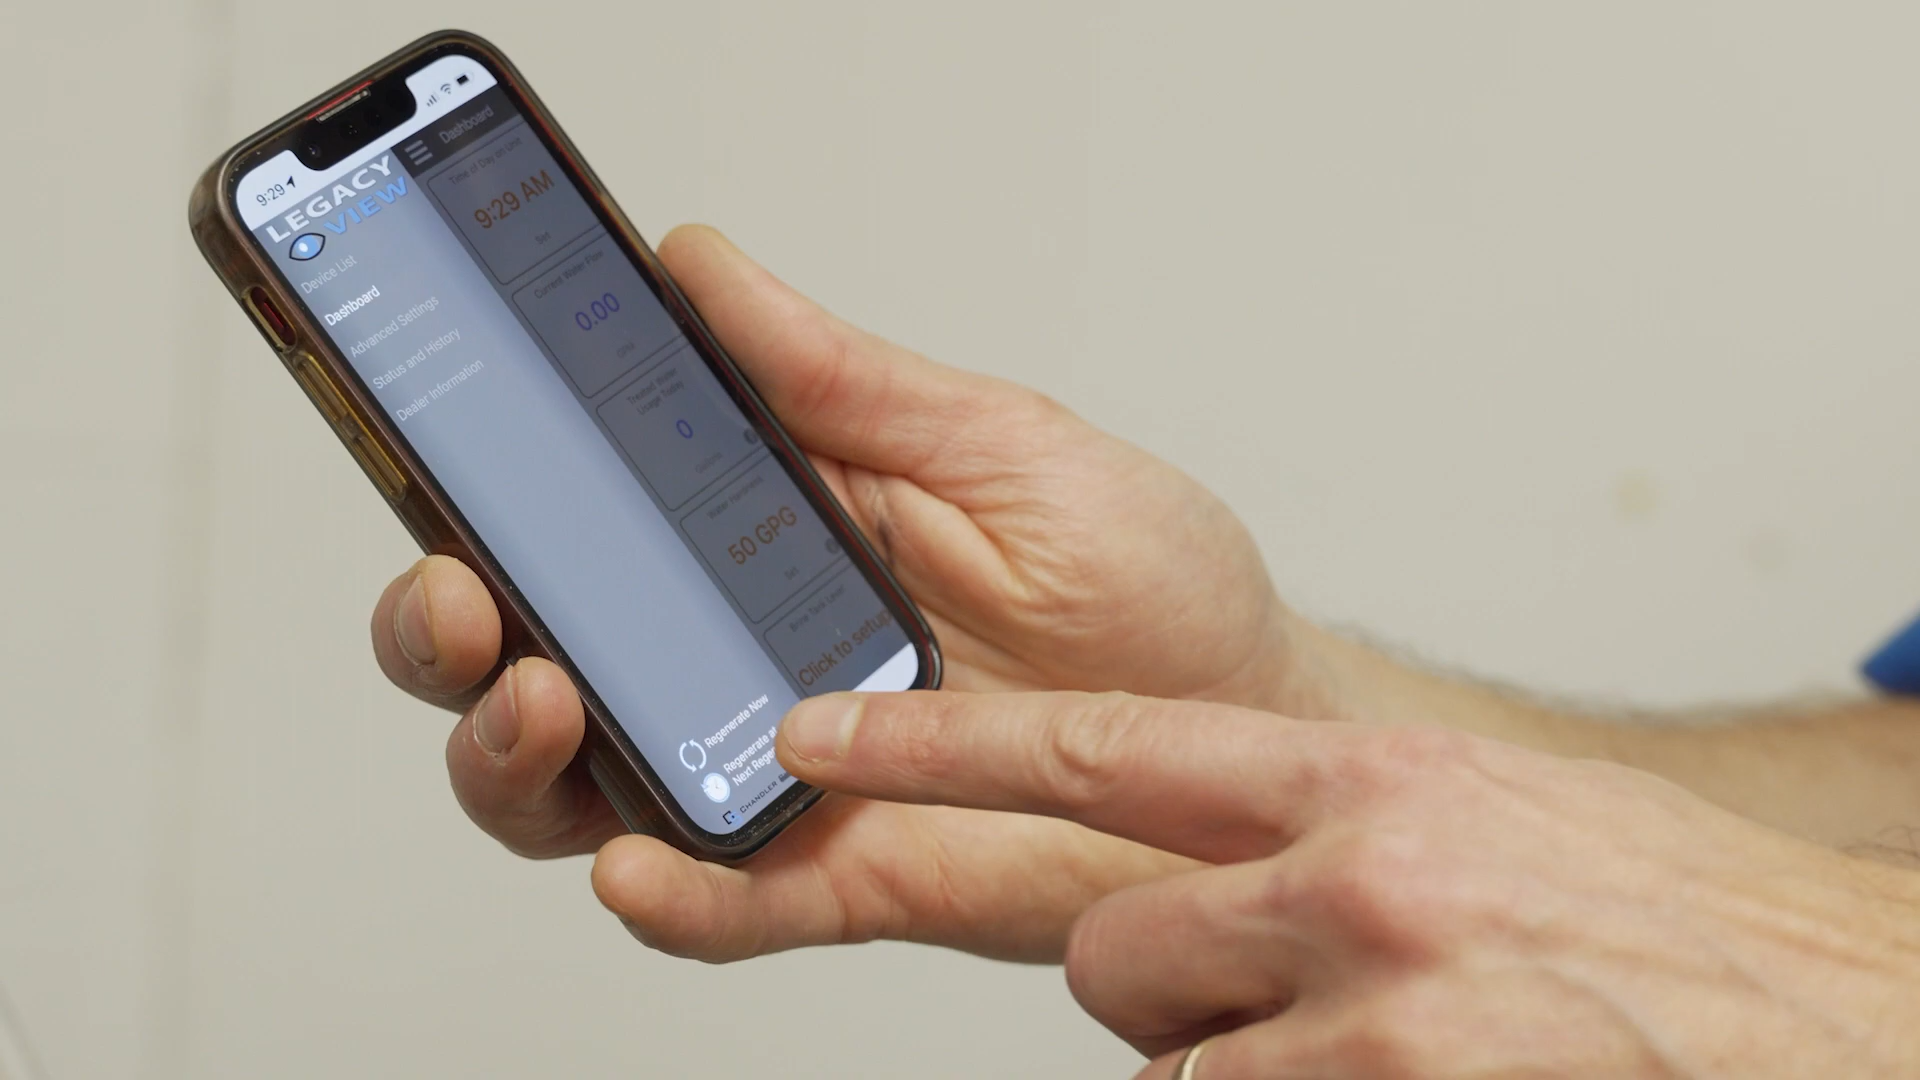 9:29
LEGACY
VIEW
Device List
Dashboard
Advanced Settings
Status and History
Dealer Information
Regenerate Now
Regenerate at
Next
CHANDLER
Dashboard
Time of Day on Unit
9:29 AM
Set
Current Water Flow
0.00
GPM
Treated Water
Usage Today
0
Gallons
Water Hardness
50 GPG
Set
Brine Tank Level
Click to setup